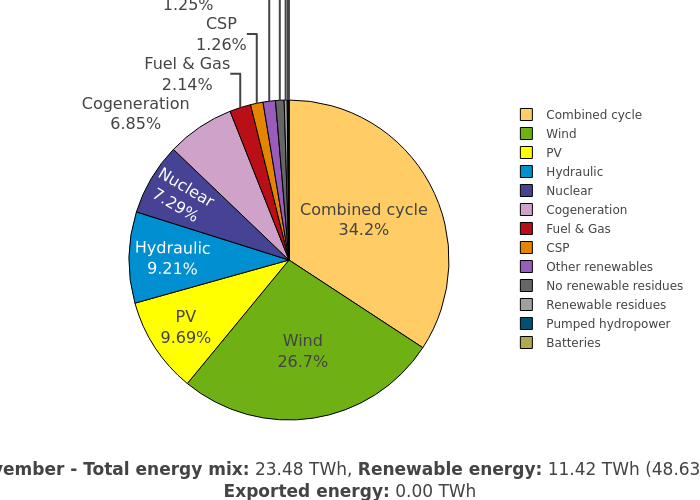 1.25%
CSP
1.26%
Fuel & Gas
2.14%
Cogeneration
6.85%
Nuclear
7.29%
Hydraulic
9.21%
PV
9.69%
Wind
26.7%
Combined cycle
34.2%
Combined cycle
Wind
PV
Hydraulic
Nuclear
Cogeneration
Fuel & Gas
CSP
Other renewables
No renewable residues
Renewable residues
Pumped hydropower
Batteries
vember - Total energy mix: 23.48 TWh, Renewable energy: 11.42 TWh (48.63
Exported energy: 0.00 TWh